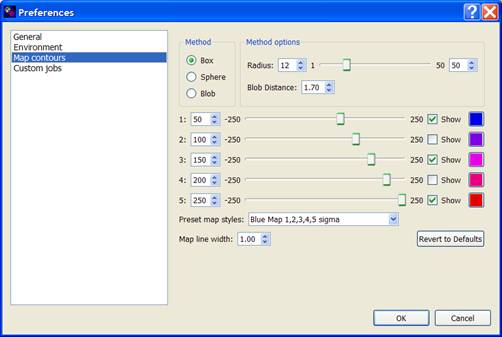 Preferences
General
Environment
Map contours
Custom jobs
Method
Box
Sphere
Blob
Method options
Radius: 12 1 50 50
Blob Distance: 1.70
1: 50 -250 250 Show
2: 100 -250 250 Show
3: 150 -250 250 Show
4: 200 -250 250 Show
5: 250 -250 250 Show
Preset map styles: Blue Map 1,2,3,4,5 sigma
Map line width: 1.00 Revert to Defaults
OK Cancel